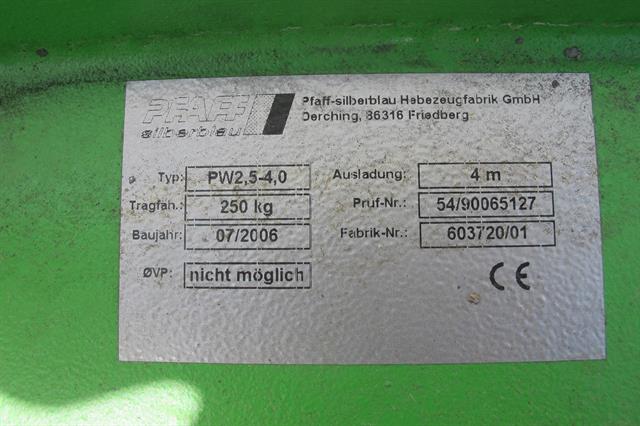 PFAFF
silberblau
Pfaff-silberblau Hebezeugfabrik GmbH
Derching, 86316 Friedberg
Typ: PW2,5-4,0 Ausladung: 4 m
Tragfäh.: 250 kg Prüf-Nr.: 54/90065127
Baujahr: 07/2006 Fabrik-Nr.: 603720/01
ØVP: nicht möglich CE